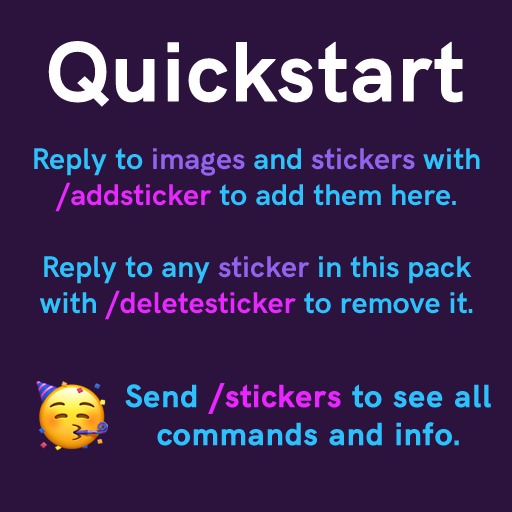 Quickstart
Reply to images and stickers with
/addsticker to add them here.
Reply to any sticker in this pack
with /deletesticker to remove it.
Send /stickers to see all
commands and info.